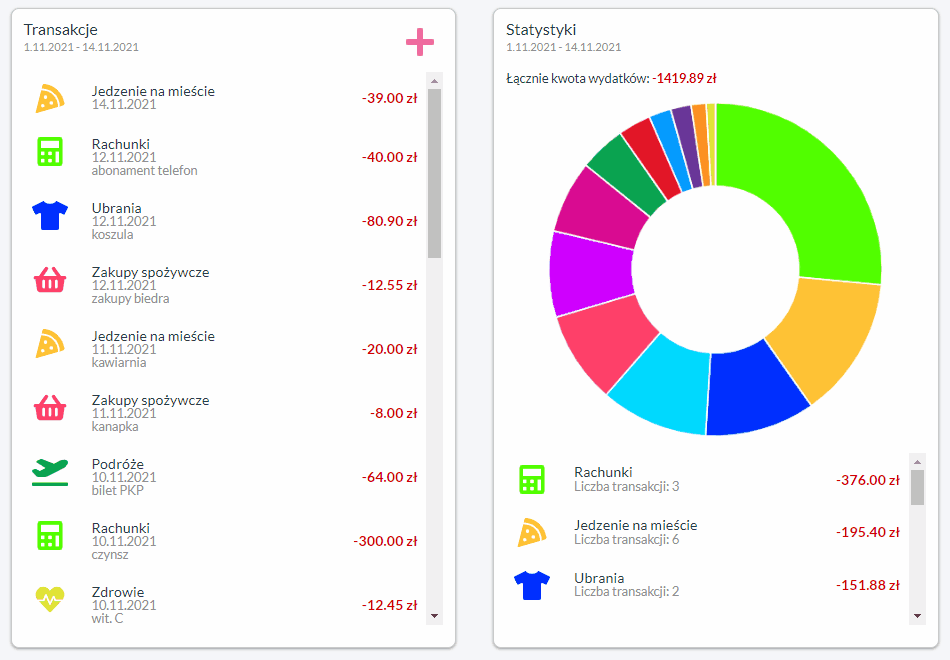 Transakcje
1.11.2021 - 14.11.2021
Jedzenie na mieście
14.11.2021
-39.00 zł
Rachunki
12.11.2021
abonament telefon
-40.00 zł
Ubrania
12.11.2021
koszula
-80.90 zł
Zakupy spożywcze
12.11.2021
zakupy biedra
-12.55 zł
Jedzenie na mieście
11.11.2021
kawiarnia
-20.00 zł
Zakupy spożywcze
11.11.2021
kanapka
-8.00 zł
Podróże
10.11.2021
bilet PKP
-64.00 zł
Rachunki
10.11.2021
czynsz
-300.00 zł
Zdrowie
10.11.2021
wit. C
-12.45 zł
Statystyki
1.11.2021 - 14.11.2021
Łącznie kwota wydatków: -1419.89 zł
Rachunki
Liczba transakcji: 3
-376.00 zł
Jedzenie na mieście
Liczba transakcji: 6
-195.40 zł
Ubrania
Liczba transakcji: 2
-151.88 zł